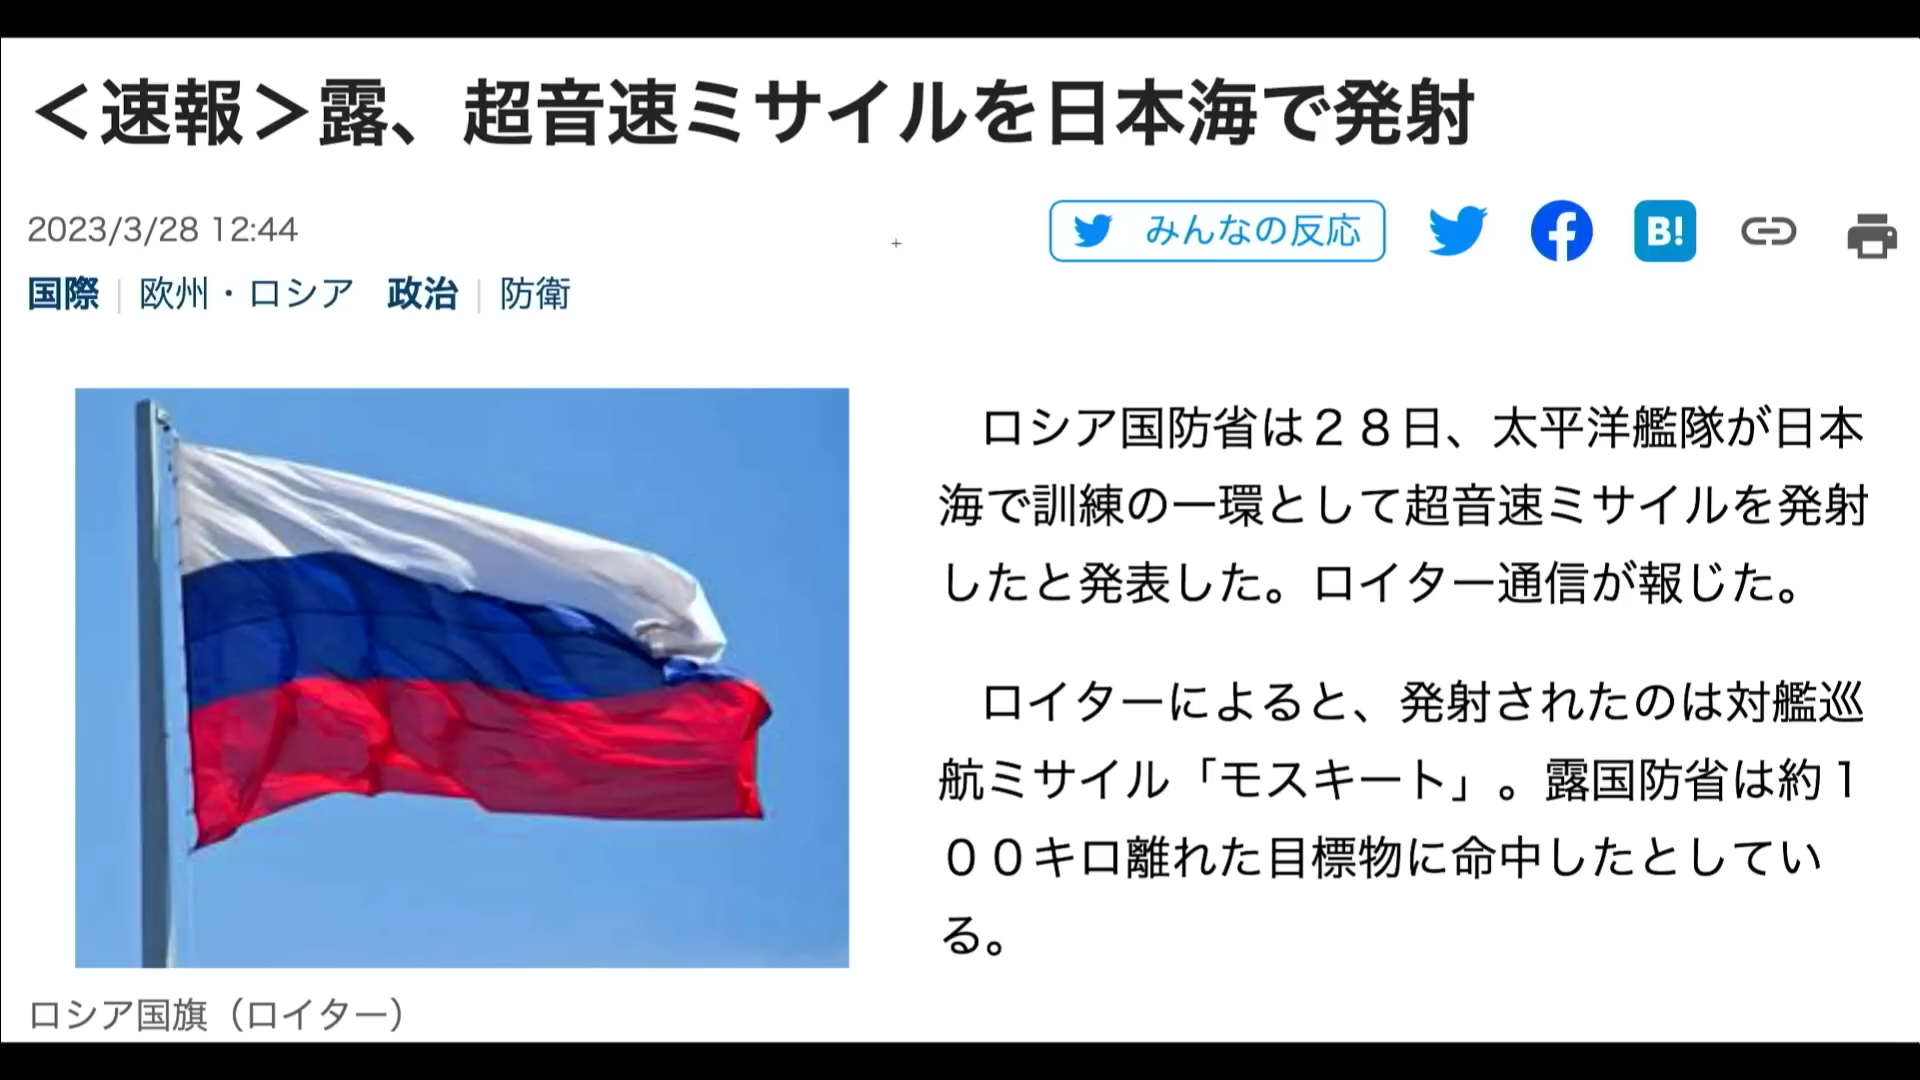 ＜速報＞露、超音速ミサイルを日本海で発射
2023/3/28 12:44
みんなの反応
B!
国際｜欧州・ロシア 政治｜防衛
ロシア国防省は２８日、太平洋艦隊が日本
海で訓練の一環として超音速ミサイルを発射
したと発表した。ロイター通信が報じた。
ロイターによると、発射されたのは対艦巡
航ミサイル「モスキート」。露国防省は約１
００キロ離れた目標物に命中したとしてい
る。
ロシア国旗（ロイター）